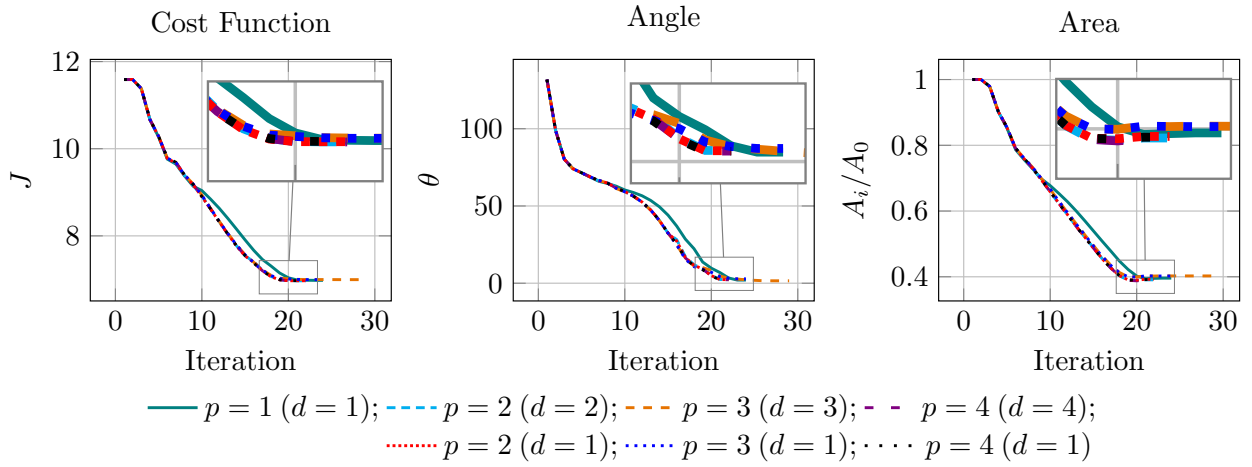 Cost Function
Angle
Area
12
10
8
J
0
10
20
30
Iteration
100
50
0
θ
0
10
20
30
Iteration
1
0.8
0.6
0.4
A_i/A_0
0
10
20
30
Iteration
p = 1 (d = 1); p = 2 (d = 2); p = 3 (d = 3); p = 4 (d = 4);
p = 2 (d = 1); p = 3 (d = 1); p = 4 (d = 1)